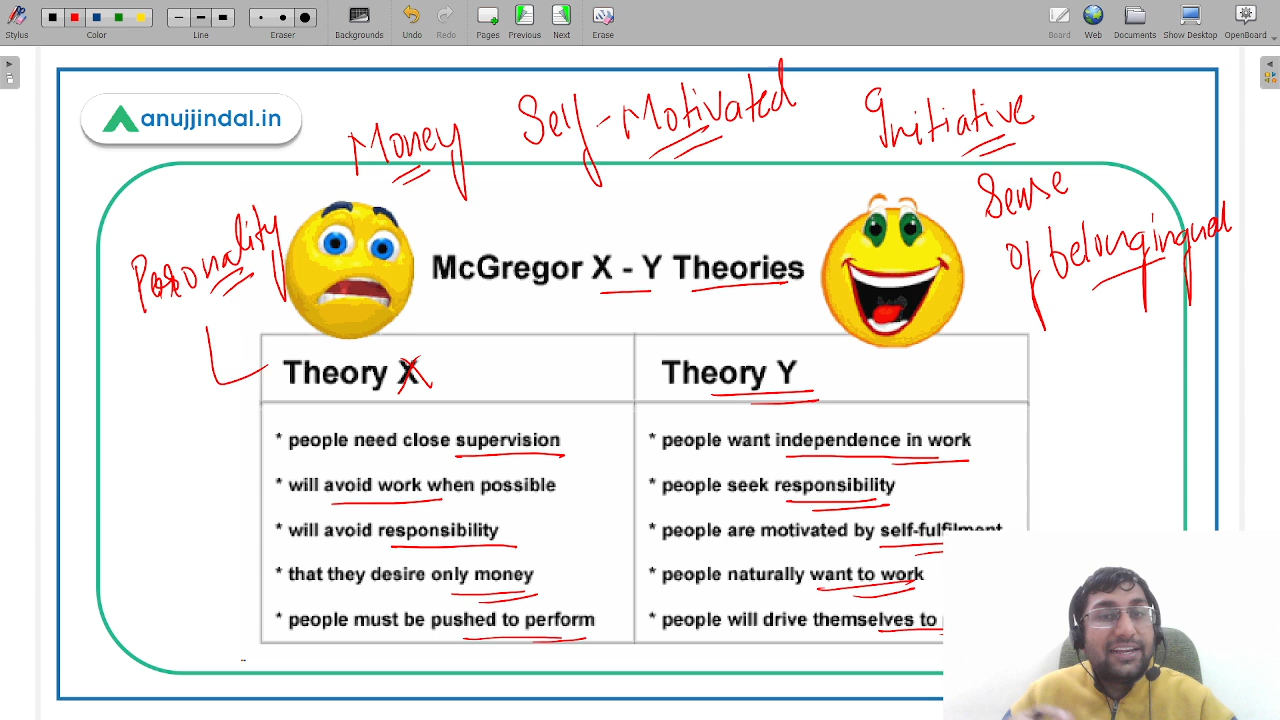 Stylus
Color
Line
Eraser
Backgrounds
Undo
Redo
Pages
Previous
Next
Erase
Board
Web
Documents
Show Desktop
OpenBoard
anujjindal.in
Money
Self-Motivated
Initiative
Sense
of
Personality
McGregor X - Y Theories
Theory X
Theory Y
* people need close supervision
* people want independence in work
* will avoid work when possible
* people seek responsibility
* will avoid responsibility
* people are motivated by self-fulfilment
* that they desire only money
* people naturally want to work
* people must be pushed to perform
* people will drive themselves to